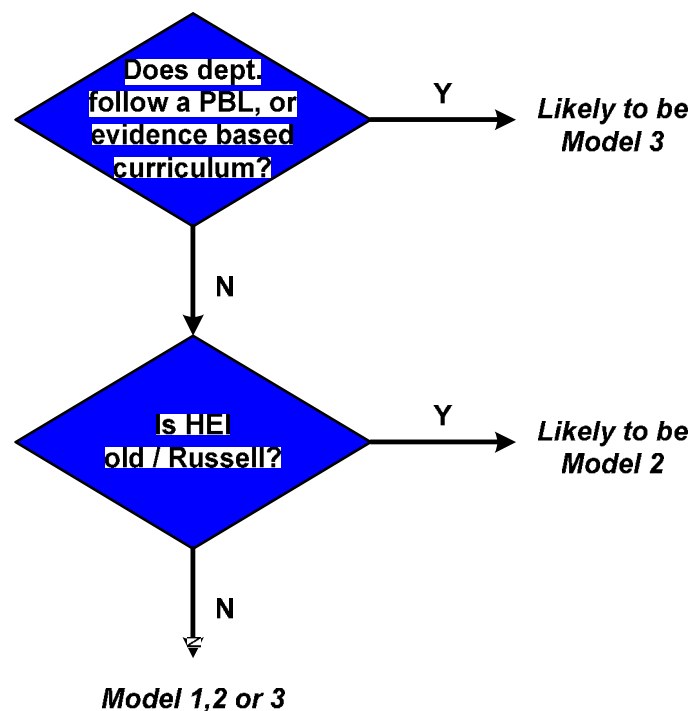 Does dept.
follow a PBL, or
evidence based
curriculum?
Y
Likely to be
Model 3
N
Is HEI
old / Russell?
Y
Likely to be
Model 2
N
Model 1,2 or 3